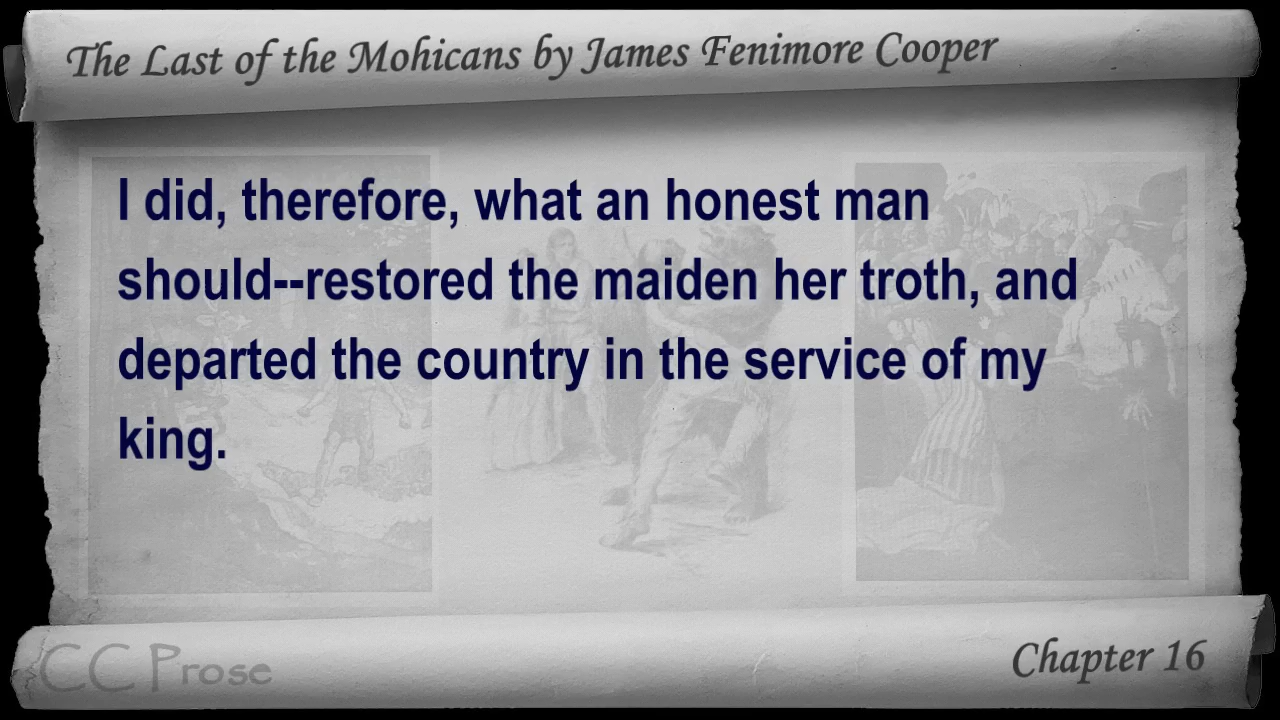 The Last of the Mohicans by James Fenimore Cooper
I did, therefore, what an honest man
should--restored the maiden her troth, and
departed the country in the service of my
king.
CC Prose
Chapter 16